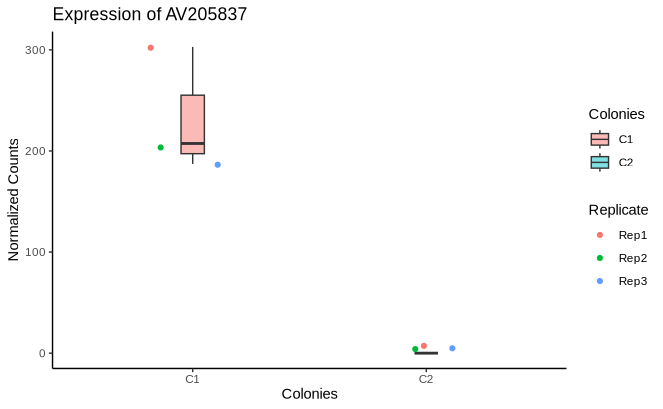 Expression of AV205837
Normalized Counts
300
200
100
0
C1
C2
Colonies
Colonies
C1
C2
Replicate
Rep1
Rep2
Rep3